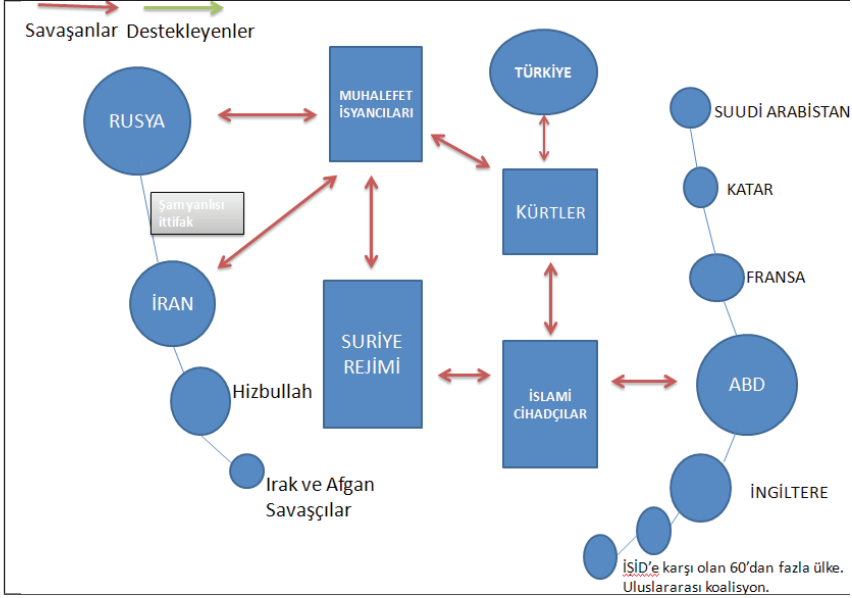 Savaşanlar Destekleyenler
RUSYA
MUHALEFET
İSYANCILARI
TÜRKİYE
SUUDİ ARABİSTAN
KATAR
Şam yanlısı
ittifak
KÜRTLER
İRAN
FRANSA
SURİYE
REJİMİ
Hizbullah
İSLAMİ
CİHADÇILAR
ABD
Irak ve Afgan
Savaşçılar
İNGİLTERE
İŞİD'e karşı olan 60'dan fazla ülke.
Uluslararası koalisyon.